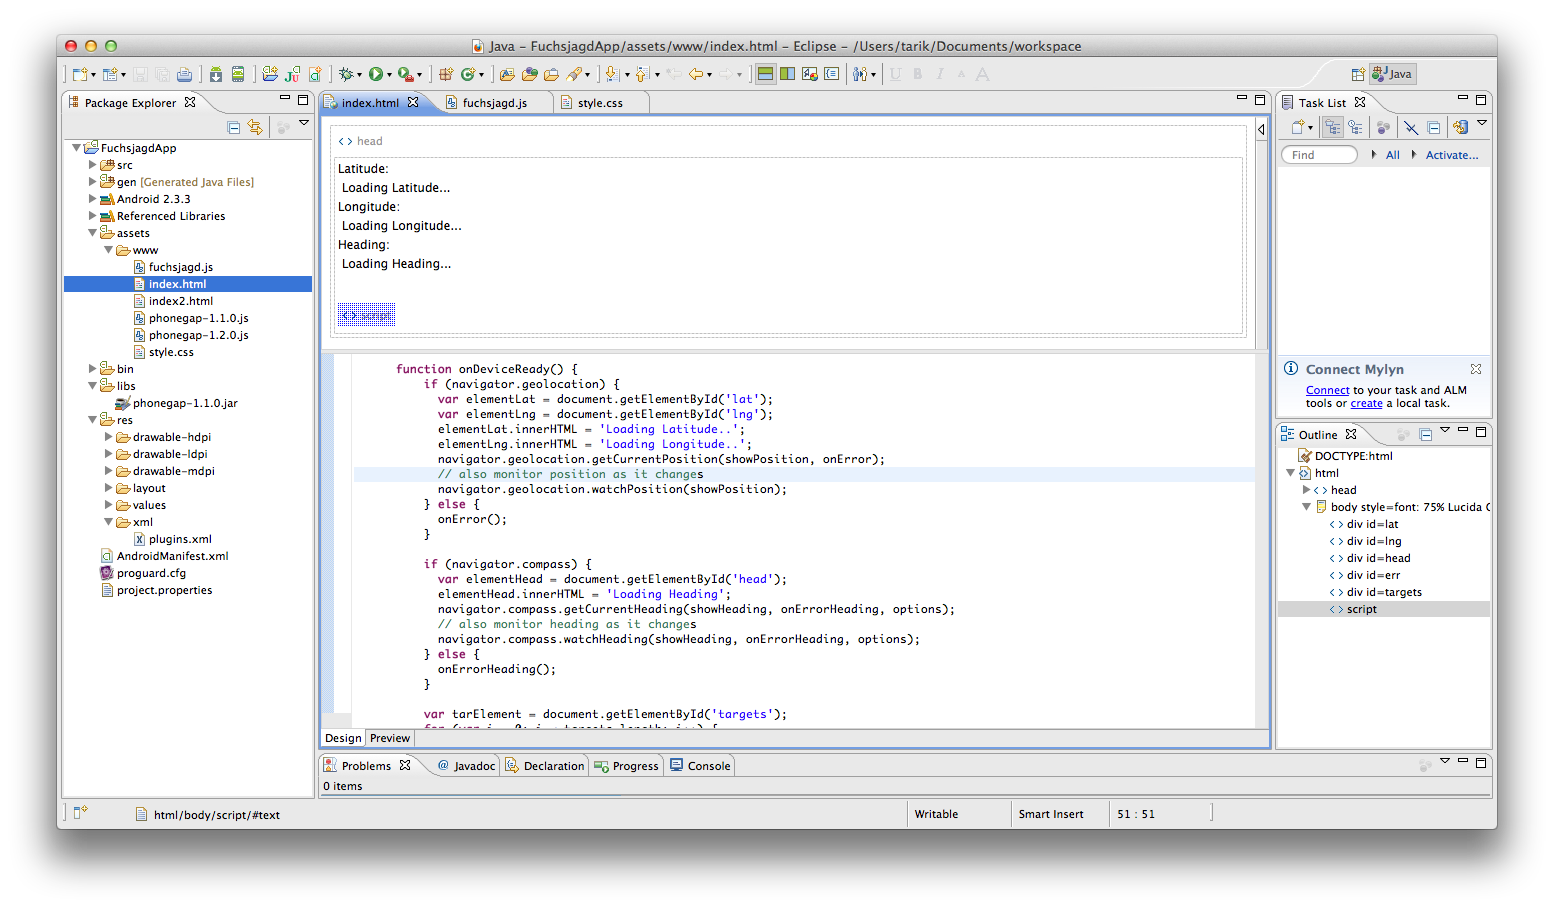 Java – FuchsjagdApp/assets/www/index.html – Eclipse – /Users/tarik/Documents/workspace
Java
Package Explorer
FuchsjagdApp
src
gen [Generated Java Files]
Android 2.3.3
Referenced Libraries
assets
www
fuchsjagd.js
index.html
index2.html
phonegap-1.1.0.js
phonegap-1.2.0.js
style.css
bin
libs
phonegap-1.1.0.jar
res
drawable-hdpi
drawable-ldpi
drawable-mdpi
layout
values
xml
plugins.xml
AndroidManifest.xml
proguard.cfg
project.properties
index.html
fuchsjagd.js
style.css
head
Latitude:
Loading Latitude...
Longitude:
Loading Longitude...
Heading:
Loading Heading...
function onDeviceReady() {
if (navigator.geolocation) {
var elementLat = document.getElementById('lat');
var elementLng = document.getElementById('lng');
elementLat.innerHTML = 'Loading Latitude..';
elementLng.innerHTML = 'Loading Longitude..';
navigator.geolocation.getCurrentPosition(showPosition, onError);
// also monitor position as it changes
navigator.geolocation.watchPosition(showPosition);
} else {
onError();
}
if (navigator.compass) {
var elementHead = document.getElementById('head');
elementHead.innerHTML = 'Loading Heading';
navigator.compass.getCurrentHeading(showHeading, onErrorHeading, options);
// also monitor heading as it changes
navigator.compass.watchHeading(showHeading, onErrorHeading, options);
} else {
onErrorHeading();
}
var tarElement = document.getElementById('targets');
Design Preview
Problems
Javadoc
Declaration
Progress
Console
0 items
Task List
Find
All
Activate...
Connect Mylyn
Connect to your task and ALM
tools or create a local task.
Outline
DOCTYPE:html
html
head
body style=font: 75% Lucida G
div id=lat
div id=lng
div id=head
div id=err
div id=targets
script
html/body/script/#text
Writable
Smart Insert
51 : 51